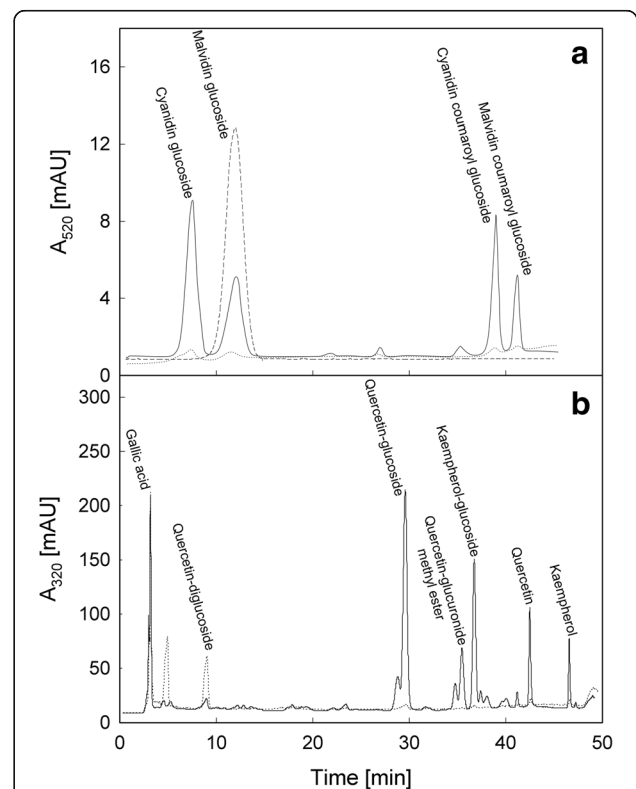 a
16
12
8
4
0
A520 [mAU]
Cyanidin glucoside
Malvidin glucoside
Cyanidin coumaroyl glucoside
Malvidin coumaroyl glucoside
b
300
250
200
150
100
50
0
A320 [mAU]
Gallic acid
Quercetin-diglucoside
Quercetin-glucoside
Quercetin-glucuronide
methyl ester
Kaempherol-glucoside
Quercetin
Kaempherol
0 10 20 30 40 50
Time [min]